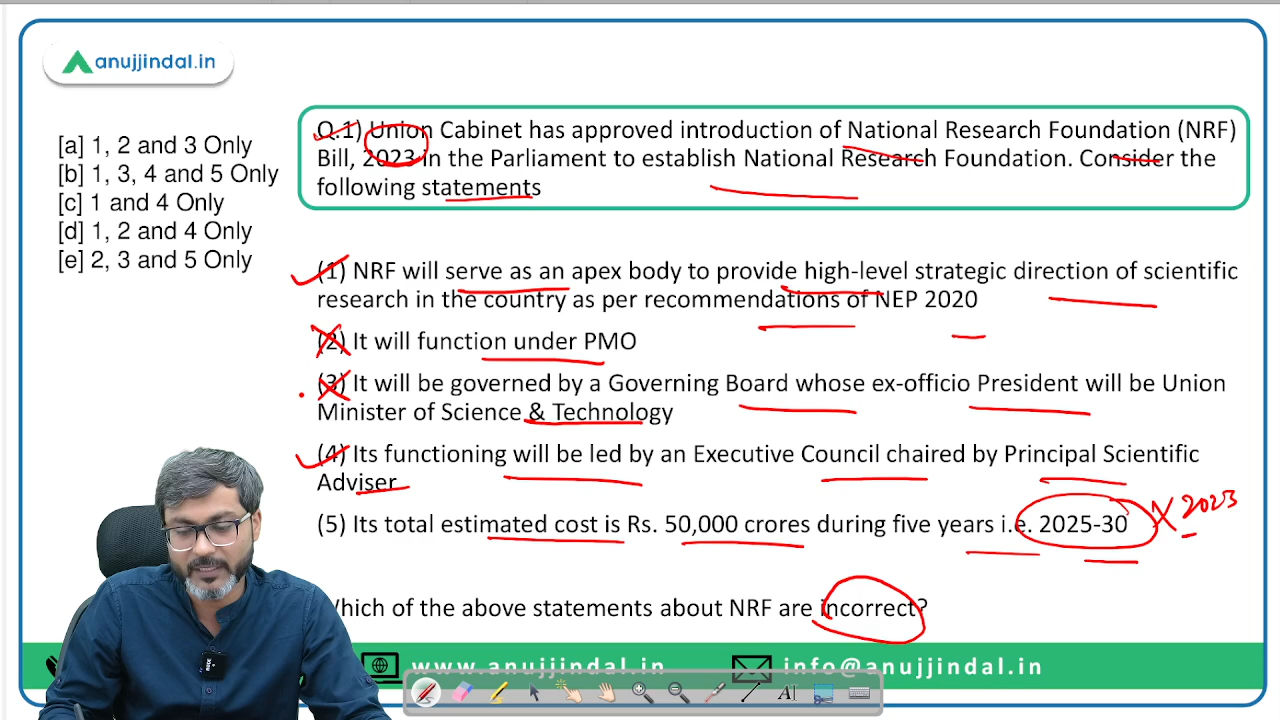 anujjindal.in
[a] 1, 2 and 3 Only
[b] 1, 3, 4 and 5 Only
[c] 1 and 4 Only
[d] 1, 2 and 4 Only
[e] 2, 3 and 5 Only
Q.1) Union Cabinet has approved introduction of National Research Foundation (NRF)
Bill, 2023 in the Parliament to establish National Research Foundation. Consider the
following statements
(1) NRF will serve as an apex body to provide high-level strategic direction of scientific
research in the country as per recommendations of NEP 2020
(2) It will function under PMO
(3) It will be governed by a Governing Board whose ex-officio President will be Union
Minister of Science & Technology
(4) Its functioning will be led by an Executive Council chaired by Principal Scientific
Adviser
(5) Its total estimated cost is Rs. 50,000 crores during five years i.e. 2025-30
2023
of the above statements about NRF are incorrect?
www.anujjindal.in
info@anujjindal.in